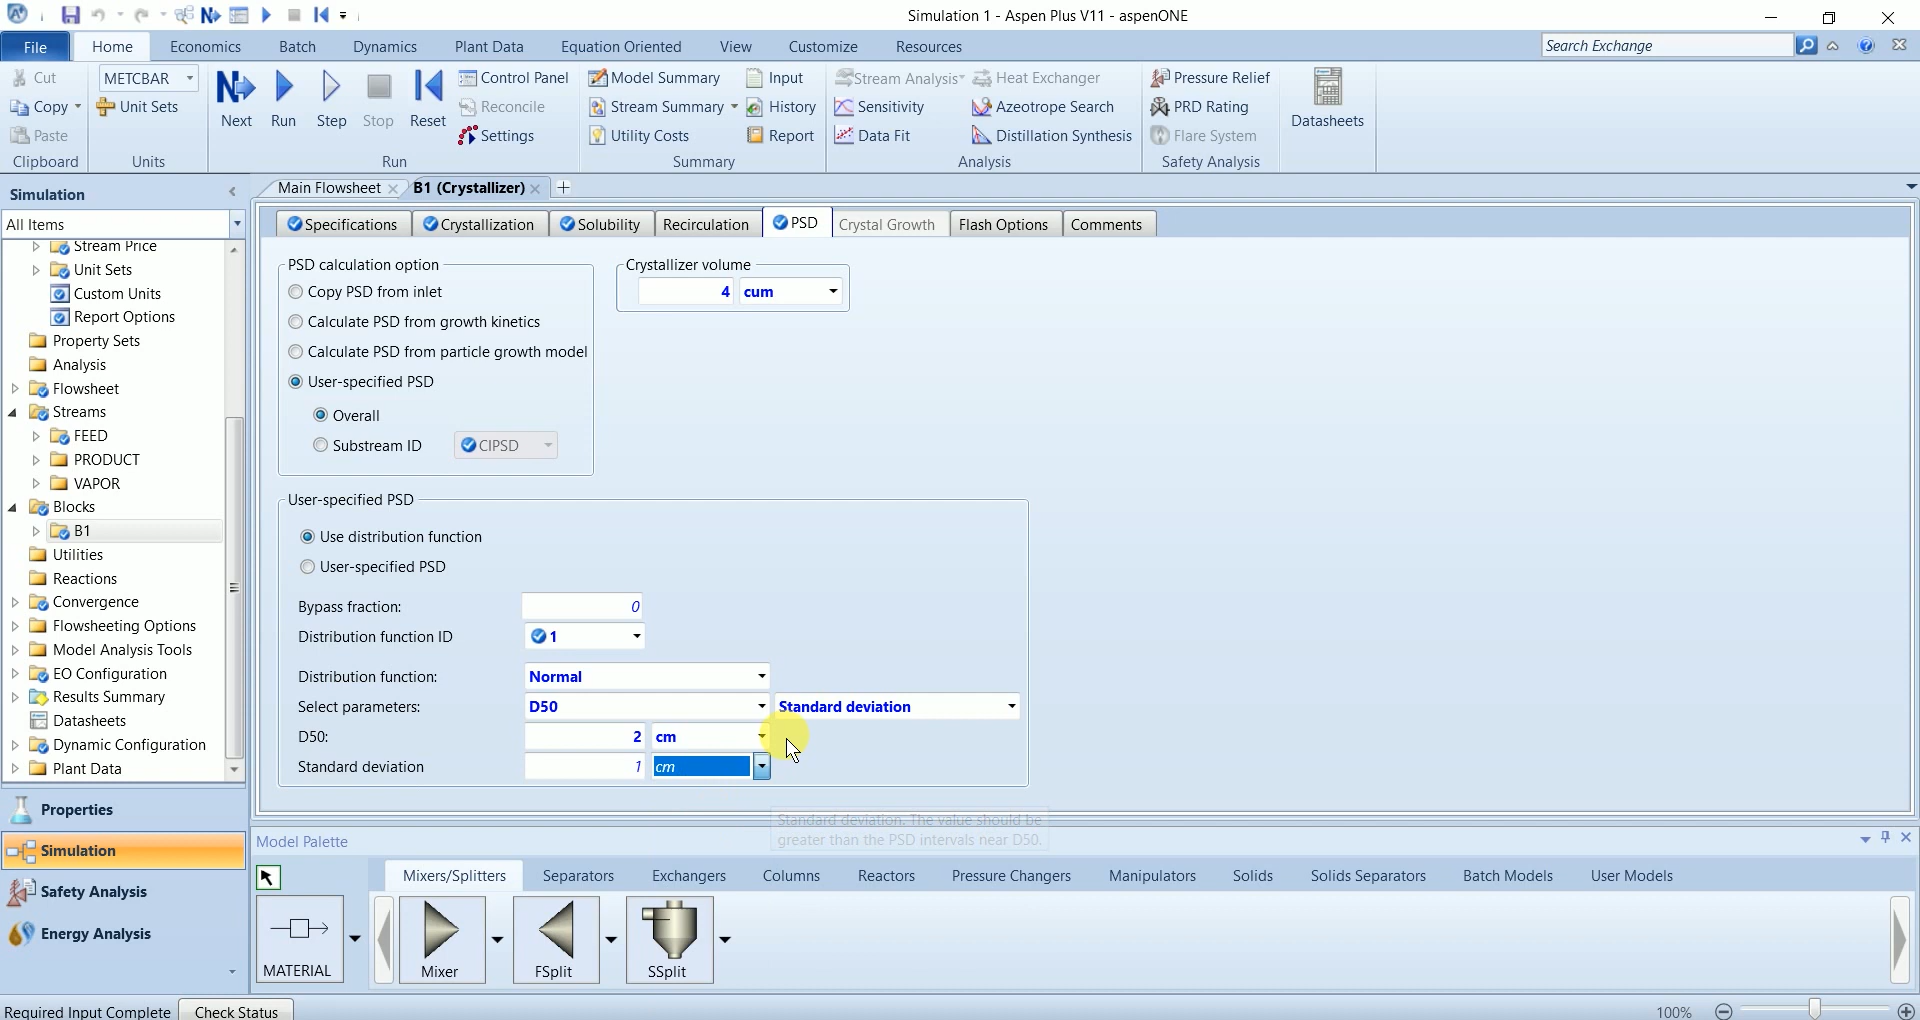 Simulation 1 - Aspen Plus V11 - aspenONE
File Home Economics Batch Dynamics Plant Data Equation Oriented View Customize Resources Search Exchange
Cut METCBAR Control Panel Model Summary Input Stream Analysis Heat Exchanger Pressure Relief
Copy Unit Sets Reconcile Stream Summary History Sensitivity Azeotrope Search PRD Rating
Next Run Step Stop Reset Datasheets
Paste Settings Utility Costs Report Data Fit Distillation Synthesis Flare System
Clipboard Units Run Summary Analysis Safety Analysis
Simulation
Main Flowsheet B1 (Crystallizer)
All Items
Specifications Crystallization Solubility Recirculation PSD Crystal Growth Flash Options Comments
Stream Price
Unit Sets
Custom Units
Report Options
Property Sets
Analysis
Flowsheet
Streams
FEED
PRODUCT
VAPOR
Blocks
B1
Utilities
Reactions
Convergence
Flowsheeting Options
Model Analysis Tools
EO Configuration
Results Summary
Datasheets
Dynamic Configuration
Plant Data
Properties
Simulation
Safety Analysis
Energy Analysis
PSD calculation option
Copy PSD from inlet
Calculate PSD from growth kinetics
Calculate PSD from particle growth model
User-specified PSD
Overall
Substream ID CIPSD
Crystallizer volume
4 cum
User-specified PSD
Use distribution function
User-specified PSD
Bypass fraction: 0
Distribution function ID 1
Distribution function: Normal
Select parameters: D50 Standard deviation
D50: 2 cm
Standard deviation 1 cm
Standard deviation. The value should be
greater than the PSD intervals near D50.
Model Palette
Mixers/Splitters Separators Exchangers Columns Reactors Pressure Changers Manipulators Solids Solids Separators Batch Models User Models
MATERIAL Mixer FSplit SSplit
Required Input Complete Check Status 100%